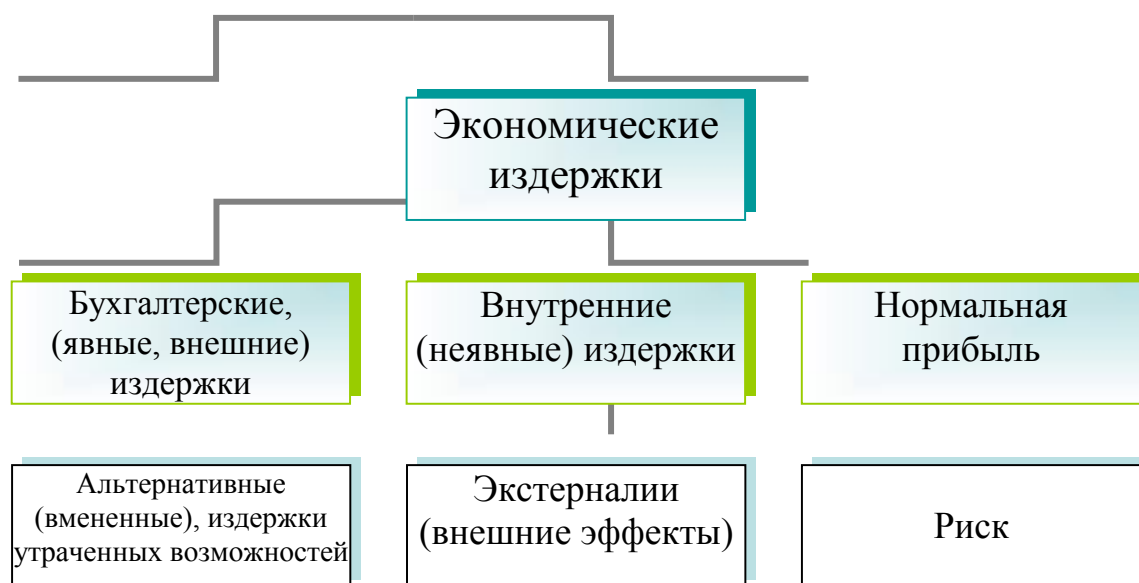 Экономические
издержки
Бухгалтерские,
(явные, внешние)
издержки
Внутренние
(неявные) издержки
Нормальная
прибыль
Альтернативные
(вмененные), издержки
утраченных возможностей
Экстерналии
(внешние эффекты)
Риск